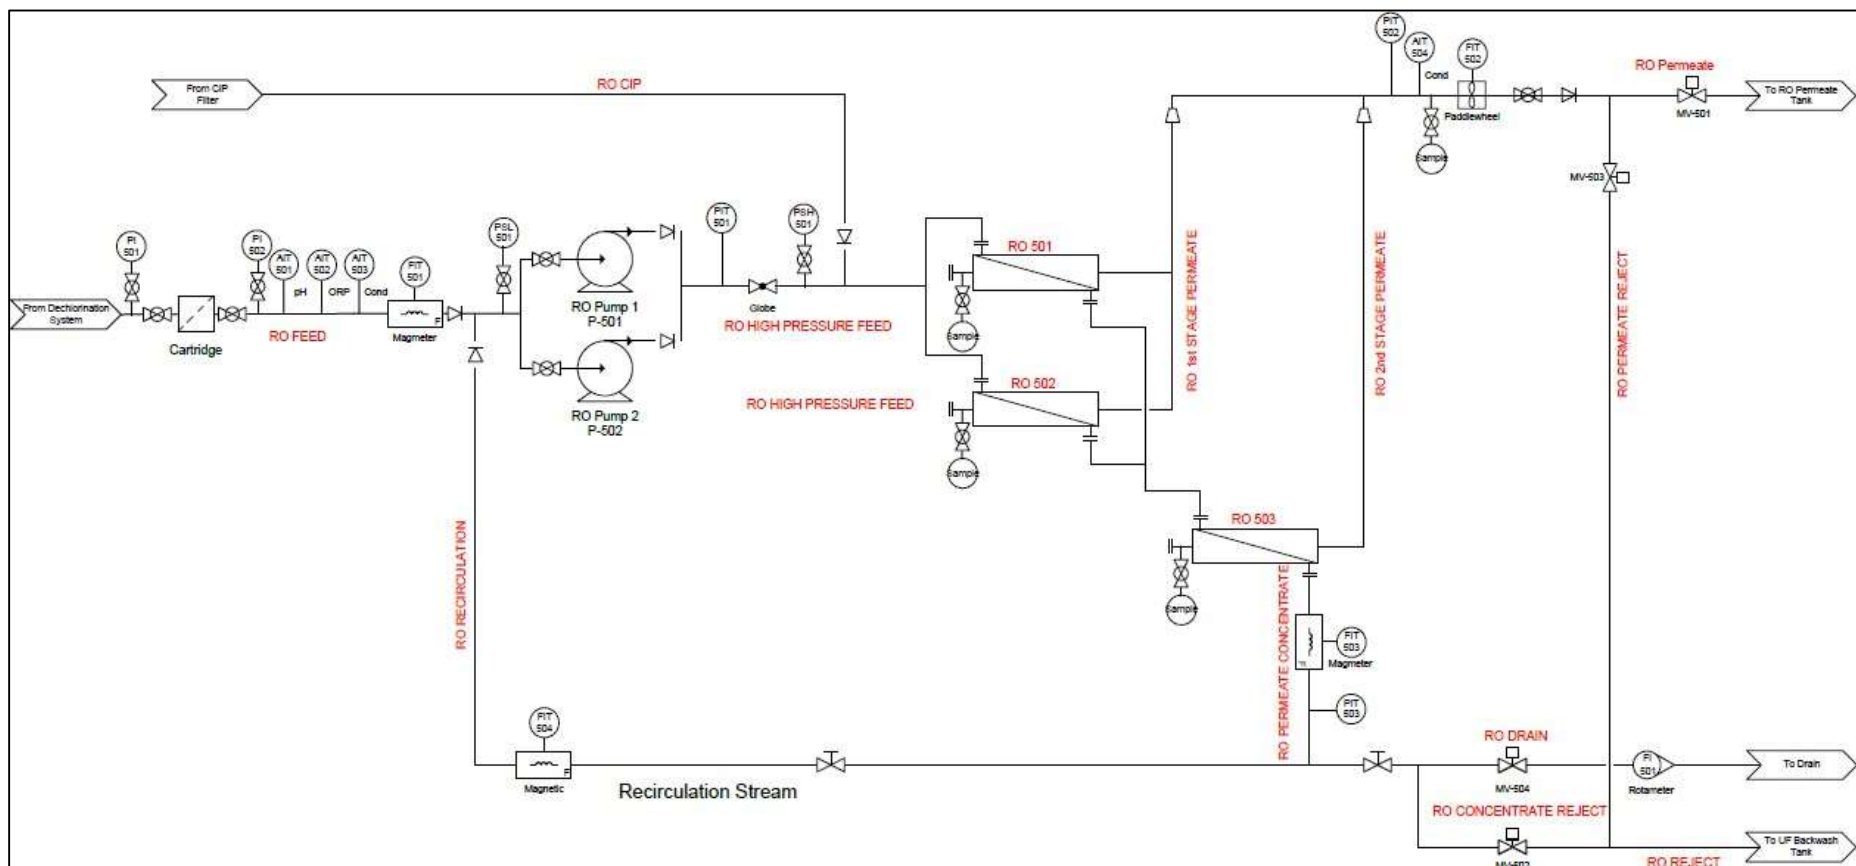 PIT
502
AIT
504
FIT
502
Cond
RO Permeate
From CIP
Filter
RO CIP
To RO Permeate
Tank
Paddlewheel
MV-501
Sample
MV-503
PI
501
PI
502
AIT
501
AIT
502
AIT
503
pH
ORP
Cond
FIT
501
PSL
501
PIT
501
PSH
501
RO 501
From Dechlorination
System
Cartridge
RO FEED
Magmeter
F
RO Pump 1
P-501
Globe
RO HIGH PRESSURE FEED
Sample
RO 1st STAGE PERMEATE
RO 2nd STAGE PERMEATE
RO PERMEATE REJECT
RO Pump 2
P-502
RO HIGH PRESSURE FEED
RO 502
Sample
RO 503
Sample
RO RECIRCULATION
RO PERMEATE CONCENTRATE
FIT
503
Magmeter
F
PIT
503
FIT
504
F
Magnetic
Recirculation Stream
RO DRAIN
MV-504
FI
501
Rotameter
To Drain
RO CONCENTRATE REJECT
MV-502
To UF Backwash
Tank
RO REJECT